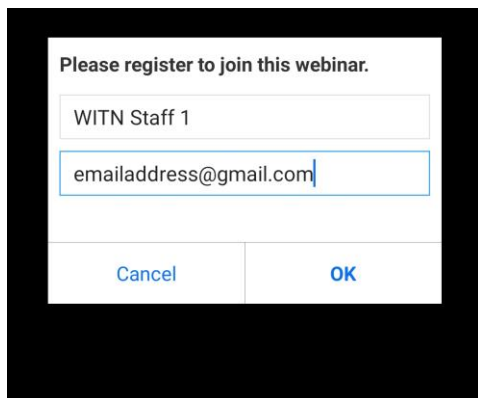 Please register to join this webinar.
WITN Staff 1
emailaddress@gmail.com
Cancel OK